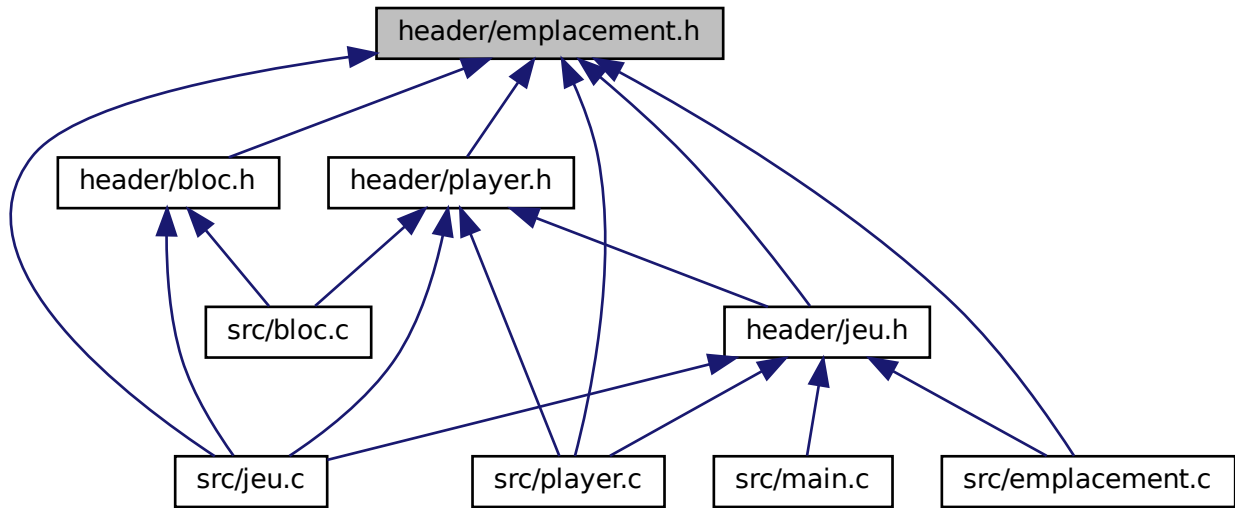 header/emplacement.h
header/bloc.h
header/player.h
src/bloc.c
header/jeu.h
src/jeu.c
src/player.c
src/main.c
src/emplacement.c